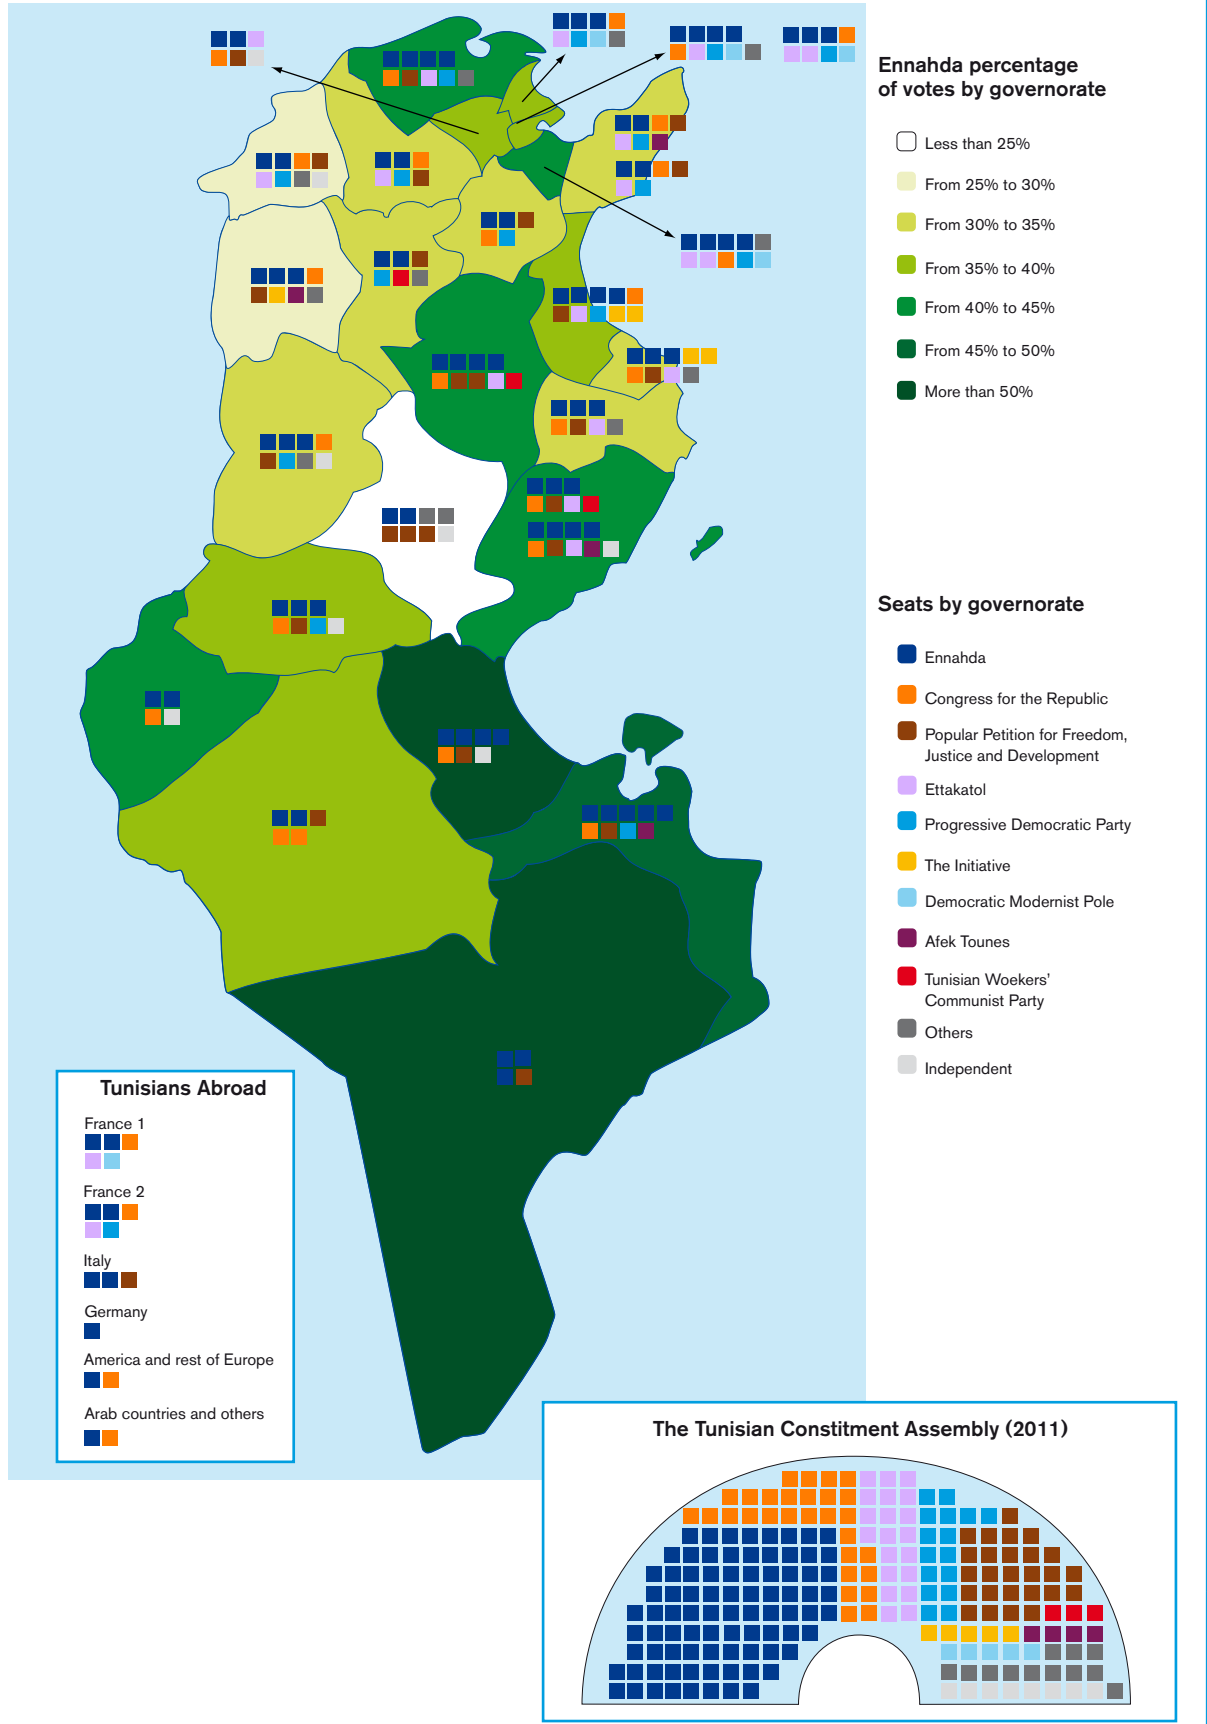 Ennahda percentage
of votes by governorate
Less than 25%
From 25% to 30%
From 30% to 35%
From 35% to 40%
From 40% to 45%
From 45% to 50%
More than 50%
Seats by governorate
Ennahda
Congress for the Republic
Popular Petition for Freedom,
Justice and Development
Ettakatol
Progressive Democratic Party
The Initiative
Democratic Modernist Pole
Afek Tounes
Tunisian Woekers'
Communist Party
Others
Independent
Tunisians Abroad
France 1
France 2
Italy
Germany
America and rest of Europe
Arab countries and others
The Tunisian Constitment Assembly (2011)